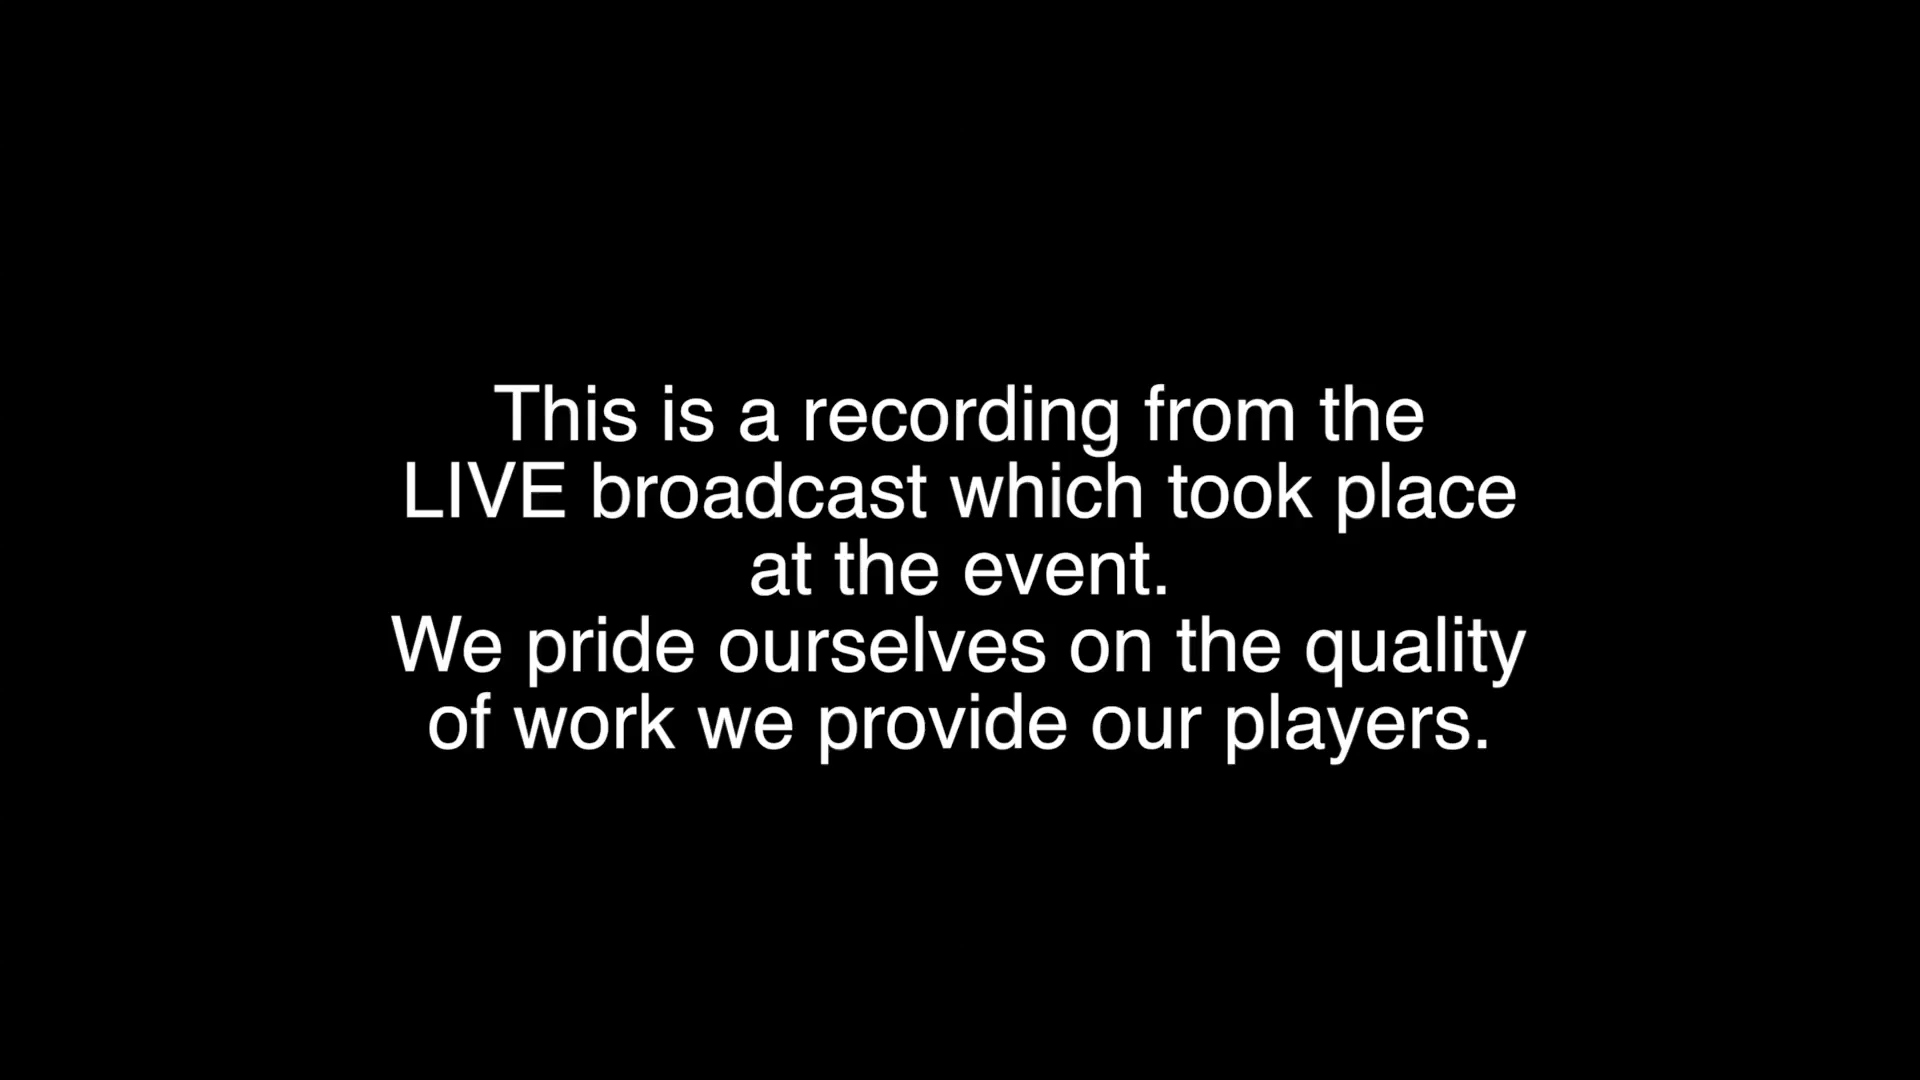 This is a recording from the
LIVE broadcast which took place
at the event.
We pride ourselves on the quality
of work we provide our players.